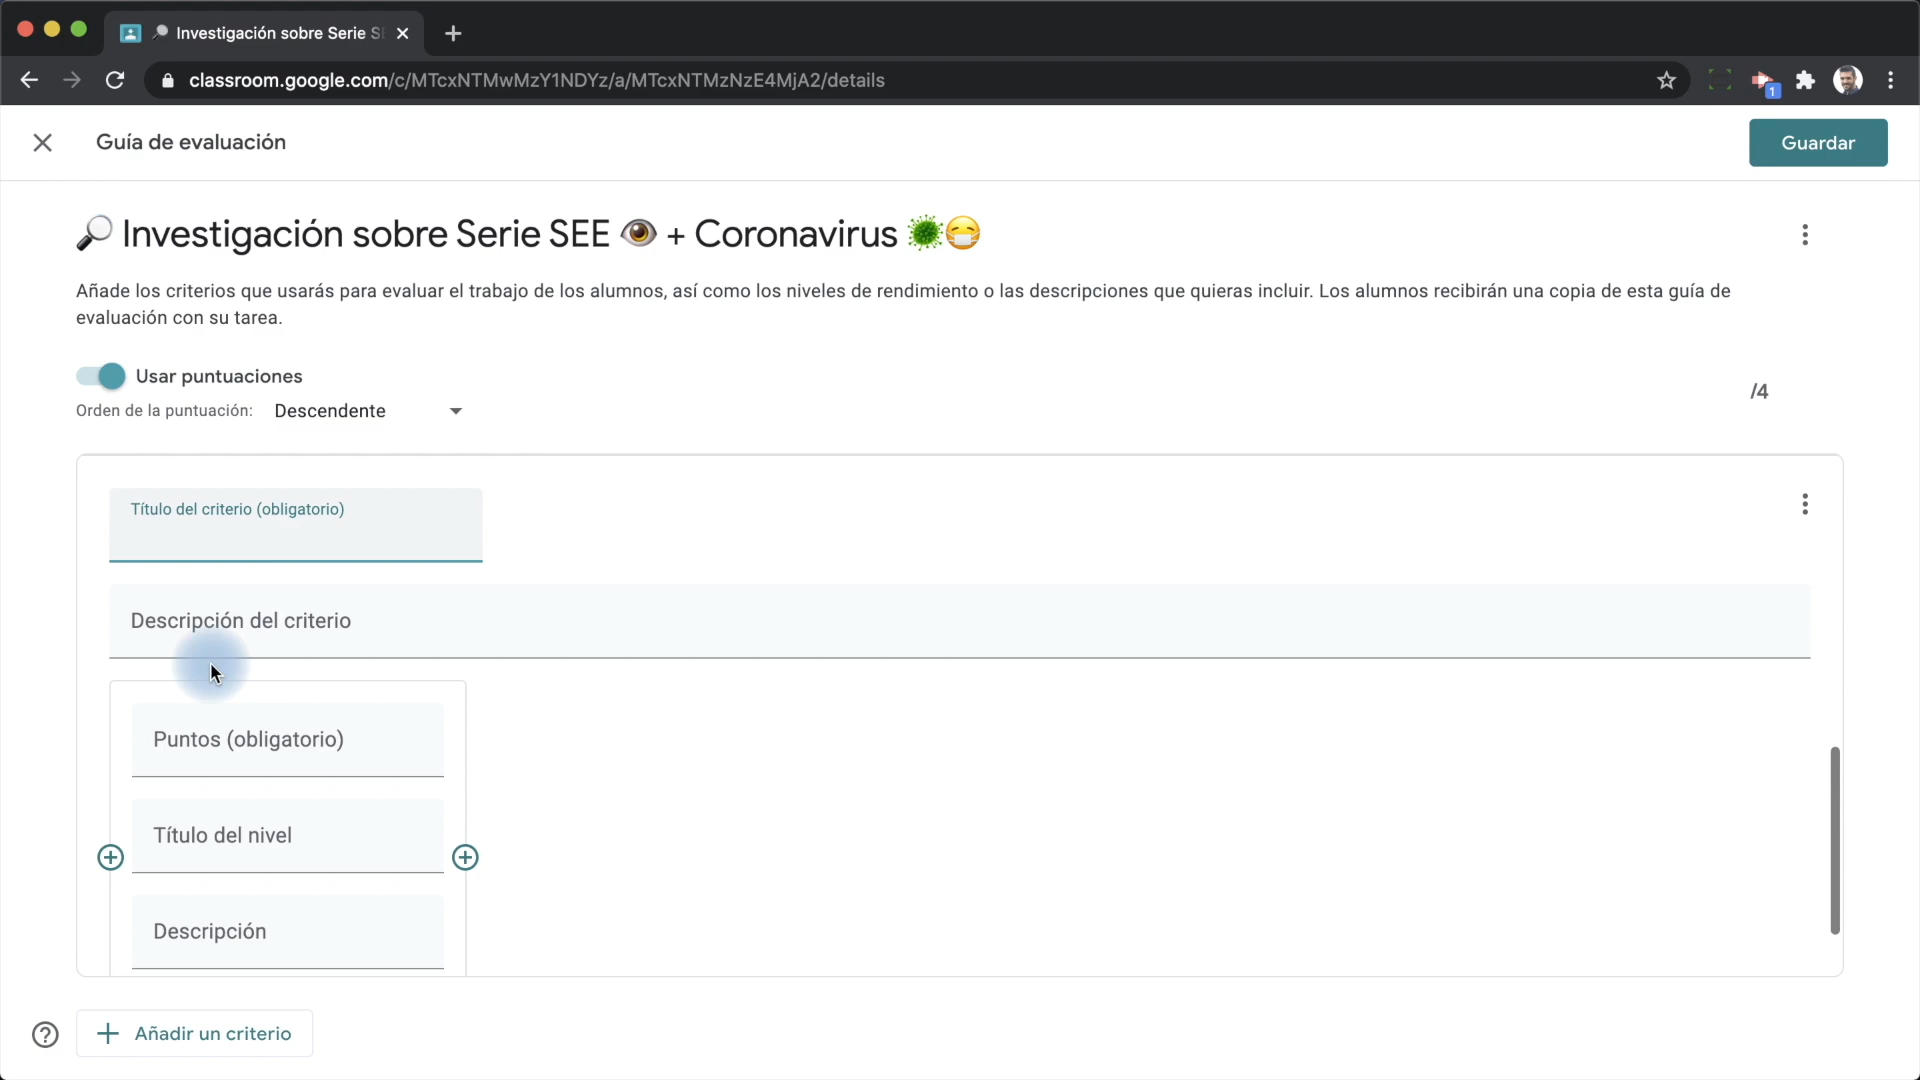 Investigación sobre Serie SE
classroom.google.com/c/MTcxNTMwMzY1NDYz/a/MTcxNTMzNzE4MjA2/details
1
Guía de evaluación
Guardar
🔎 Investigación sobre Serie SEE 👁️ + Coronavirus 🦠😷
Añade los criterios que usarás para evaluar el trabajo de los alumnos, así como los niveles de rendimiento o las descripciones que quieras incluir. Los alumnos recibirán una copia de esta guía de
evaluación con su tarea.
Usar puntuaciones
/4
Orden de la puntuación: Descendente
Título del criterio (obligatorio)
Descripción del criterio
Puntos (obligatorio)
Título del nivel
Descripción
Añadir un criterio